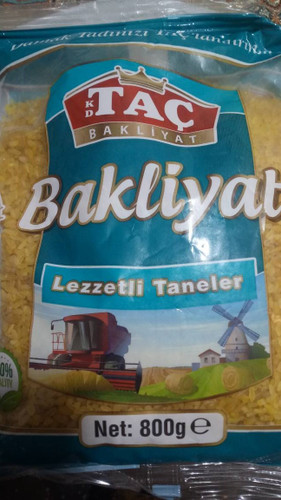 KD
TAÇ
BAKLİYAT
Bakliyat
Lezzetli Taneler
Net: 800g e